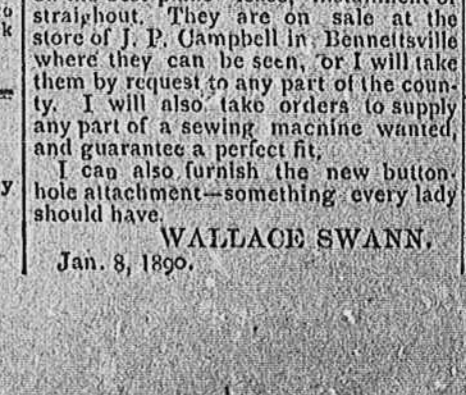 straighout. They are on sale at the
store of J. P. Campbell in Bennettsville
where they can be seen, or I will take
them by request to any part of the coun-
ty. I will also take orders to supply
any part of a sewing machine wanted,
and guarantee a perfect fit.
I can also furnish the new button-
hole attachment—something every lady
should have.
WALLACE SWANN.
Jan. 8, 1890.
k
y